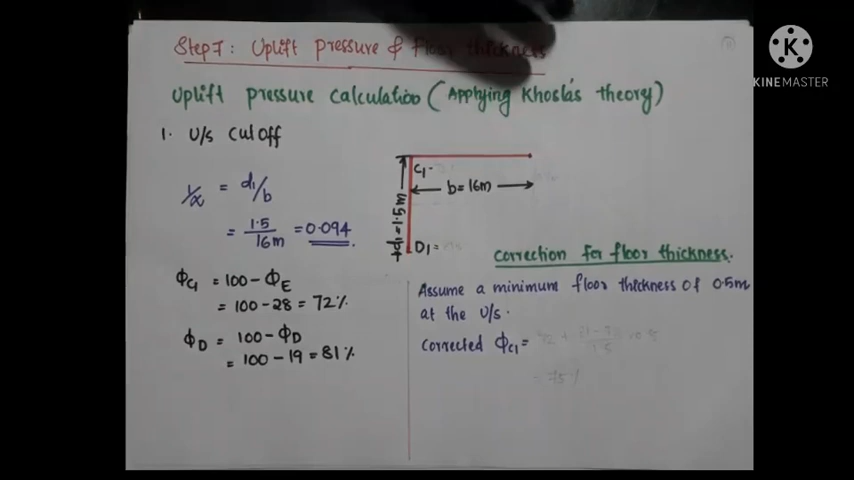 Step 7: Uplift pressure & floor thickness
Uplift pressure calculation (Applying Khosla's theory)
1. U/s cutoff
1/α = d1/b
= 1.5/16m = 0.094.
ΦC1 = 100 - ΦE
= 100 - 28 = 72%
ΦD = 100 - ΦD
= 100 - 19 = 81%
C1 -
b = 16m
d1 = 1.5m
D1 =
correction for floor thickness.
Assume a minimum floor thickness of 0.5m
at the U/s.
corrected ΦC1 =
75%
K
KINEMASTER